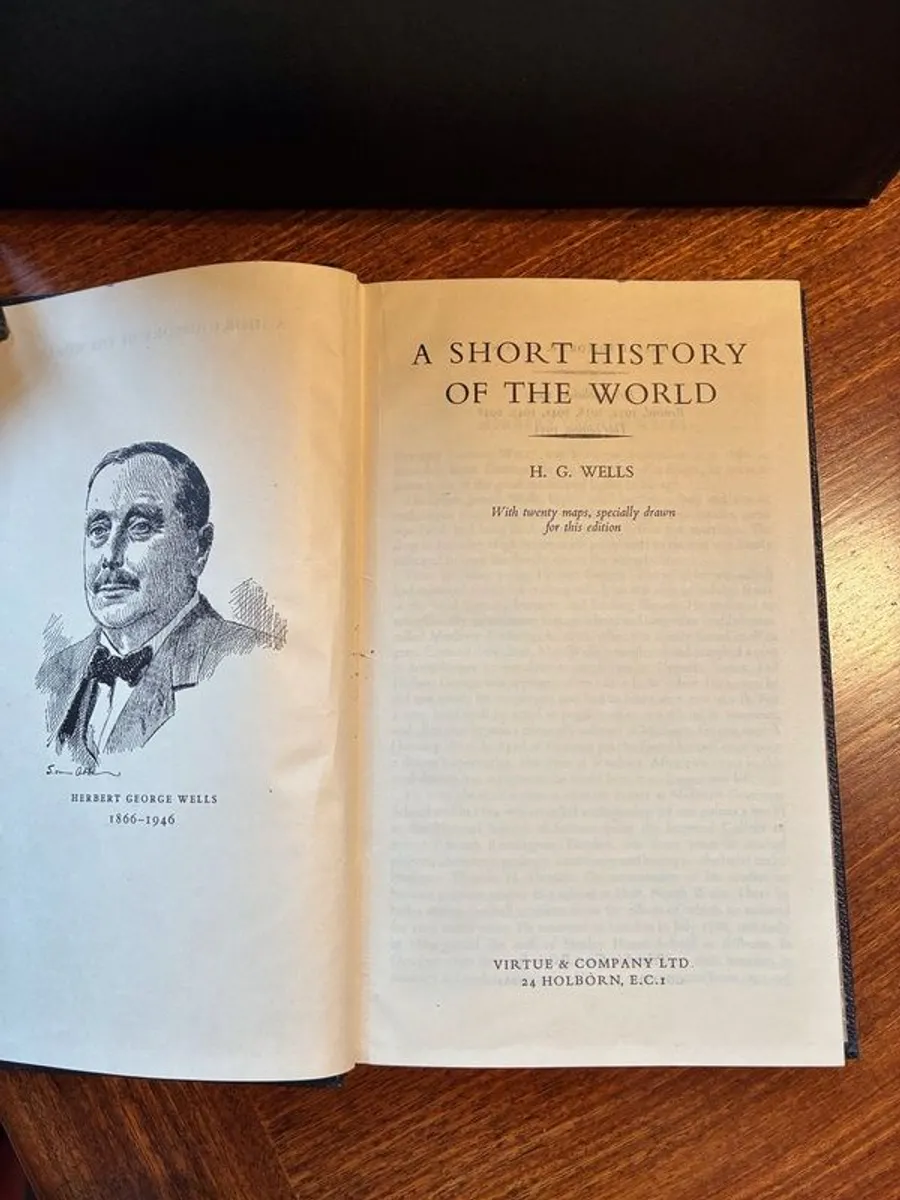 HERBERT GEORGE WELLS
1866–1946
A SHORT HISTORY
OF THE WORLD
H. G. WELLS
With twenty maps, specially drawn
for this edition
VIRTUE & COMPANY LTD.
24 HOLBORN, E.C.1